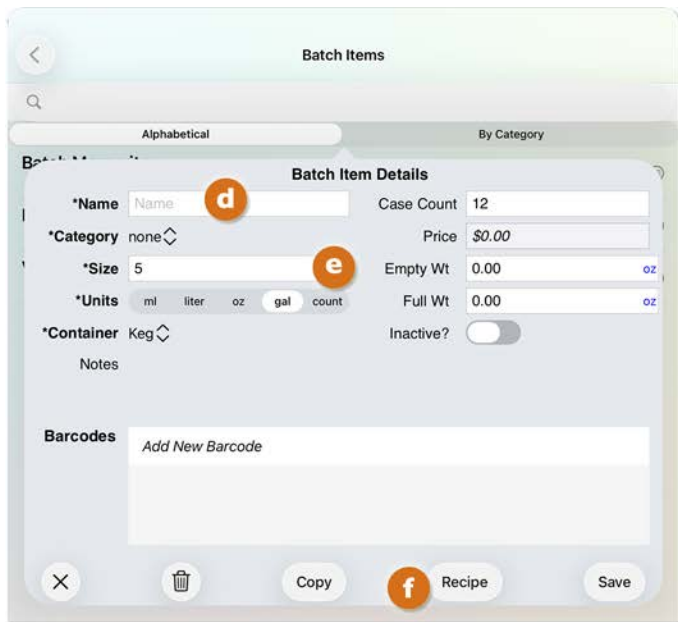 Batch Items
Alphabetical By Category
Batch Item Details
*Name Name d Case Count 12
*Category none Price $0.00
*Size 5 e Empty Wt 0.00 oz
*Units ml liter oz gal count Full Wt 0.00 oz
*Container Keg Inactive?
Notes
Barcodes Add New Barcode
Copy f Recipe Save